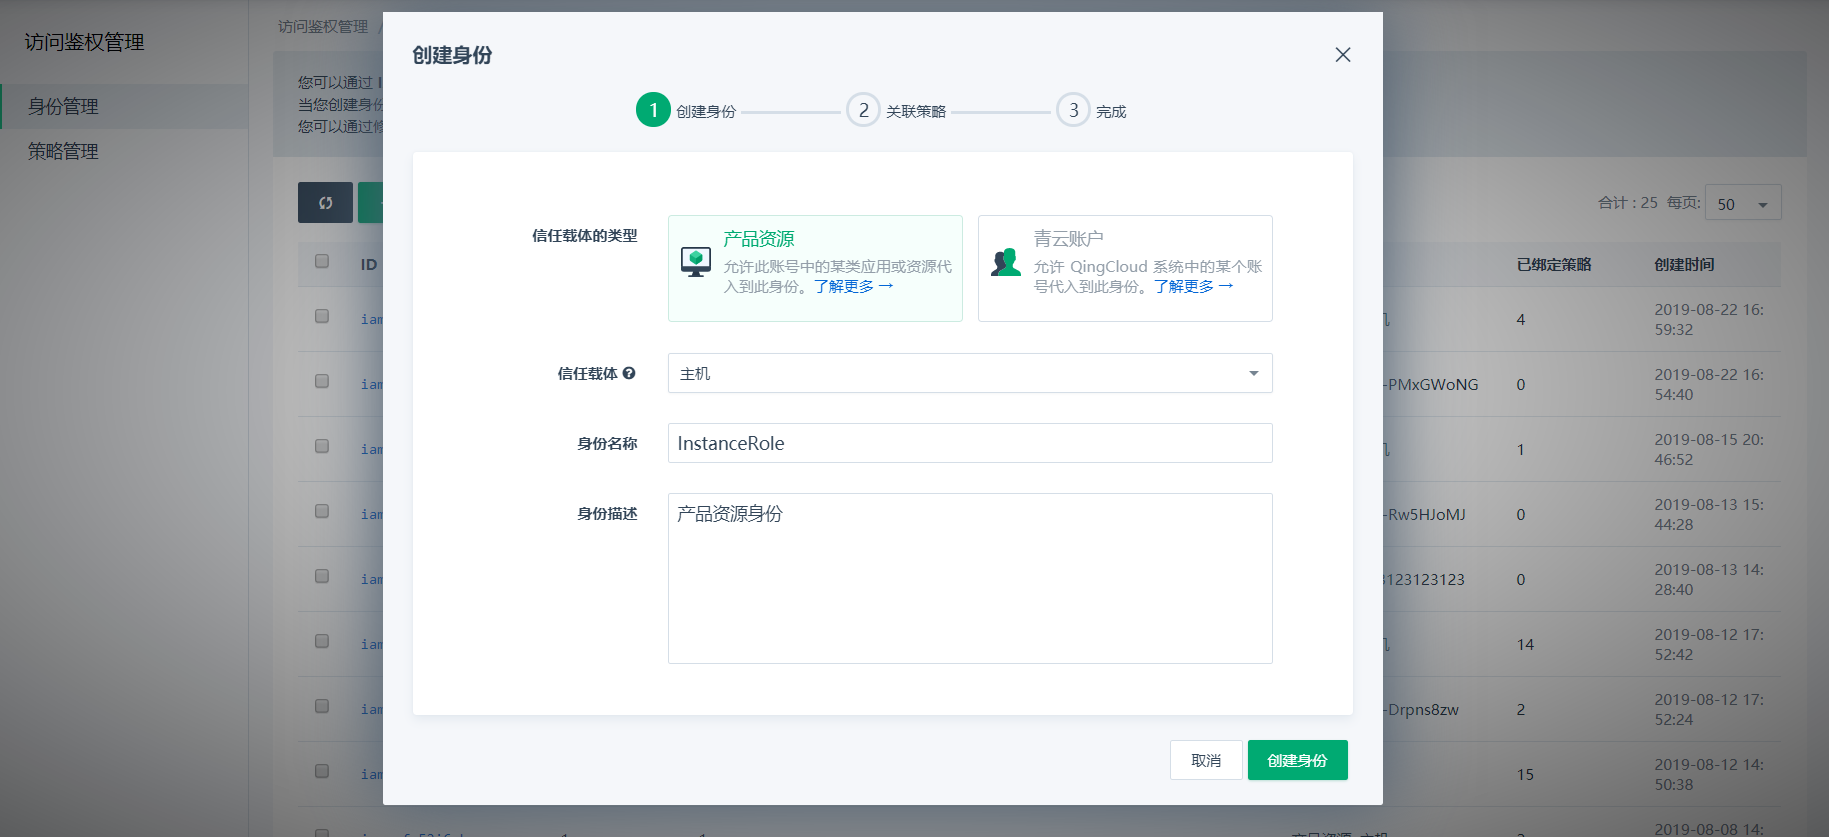 访问鉴权管理
身份管理
策略管理
访问鉴权管理 /
您可以通过
当您创建身份
您可以通过
合计 : 25 每页: 50
ID
已绑定策略
创建时间
iam
4
2019-08-22 16:
59:32
iam
-PMxGWoNG
0
2019-08-22 16:
54:40
iam
1
2019-08-15 20:
46:52
iam
-Rw5HJoMJ
0
2019-08-13 15:
44:28
iam
123123123
0
2019-08-13 14:
28:40
iam
14
2019-08-12 17:
52:42
iam
-Drpns8zw
2
2019-08-12 17:
52:24
iam
15
2019-08-12 14:
50:38
2019-08-08 14:
创建身份
1 创建身份
2 关联策略
3 完成
信任载体的类型
产品资源
允许此账号中的某类应用或资源代
入到此身份。了解更多 →
青云账户
允许 QingCloud 系统中的某个账
号代入到此身份。了解更多 →
信任载体
主机
身份名称
InstanceRole
身份描述
产品资源身份
取消
创建身份